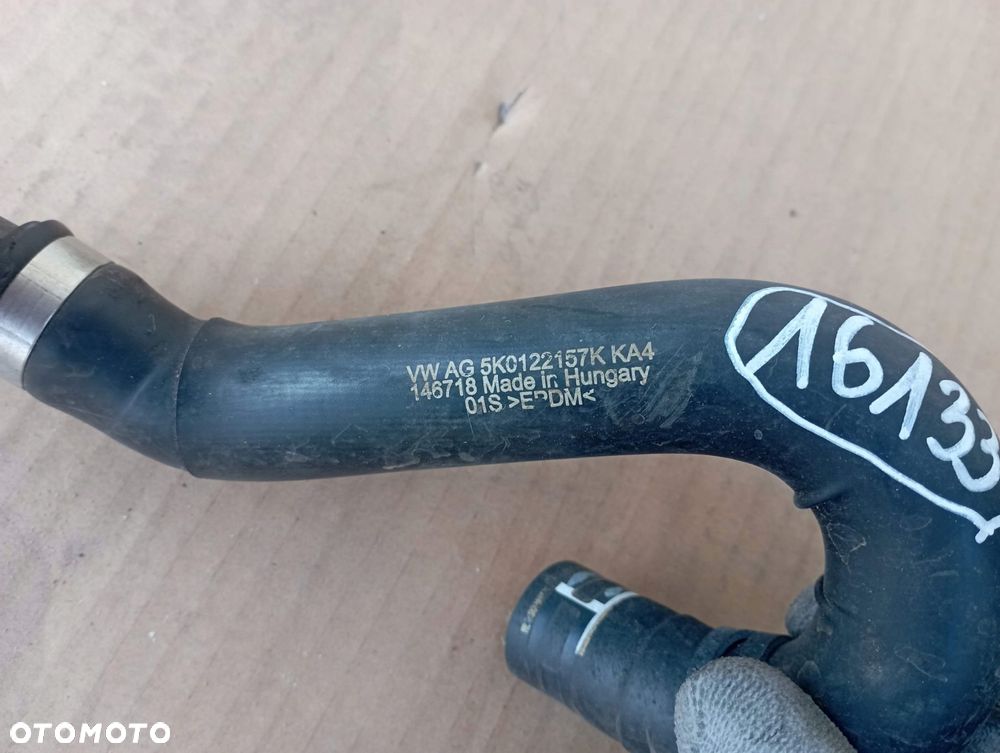 VW AG 5K0122157K KA4
146718 Made in Hungary
01S >EPDM<
16133
OTOMOTO